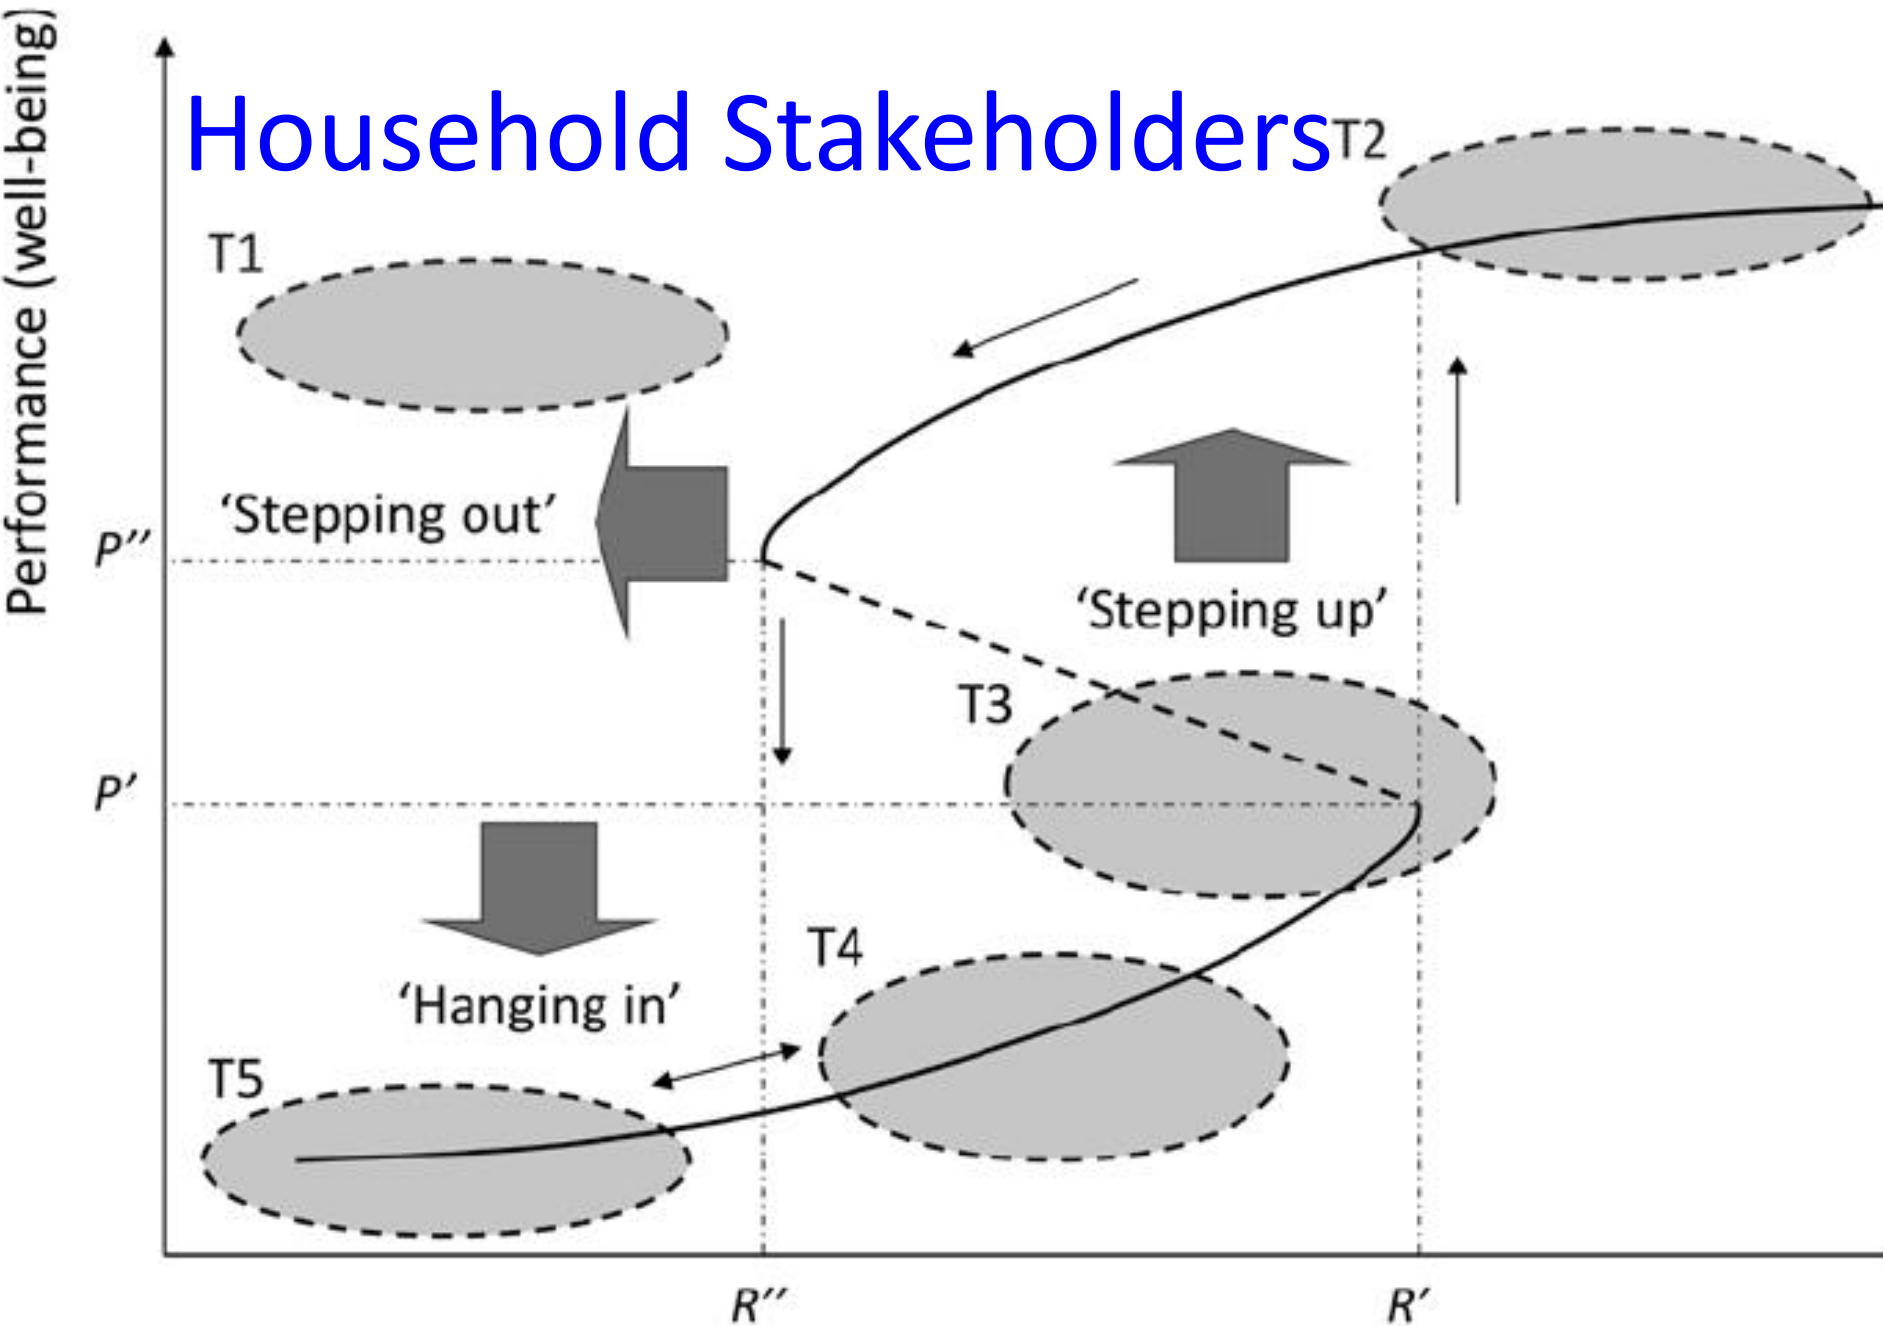 Performance (well-being)
Household Stakeholders
T2
T1
‘Stepping out’
P′′
‘Stepping up’
T3
P′
T4
‘Hanging in’
T5
R′′
R′